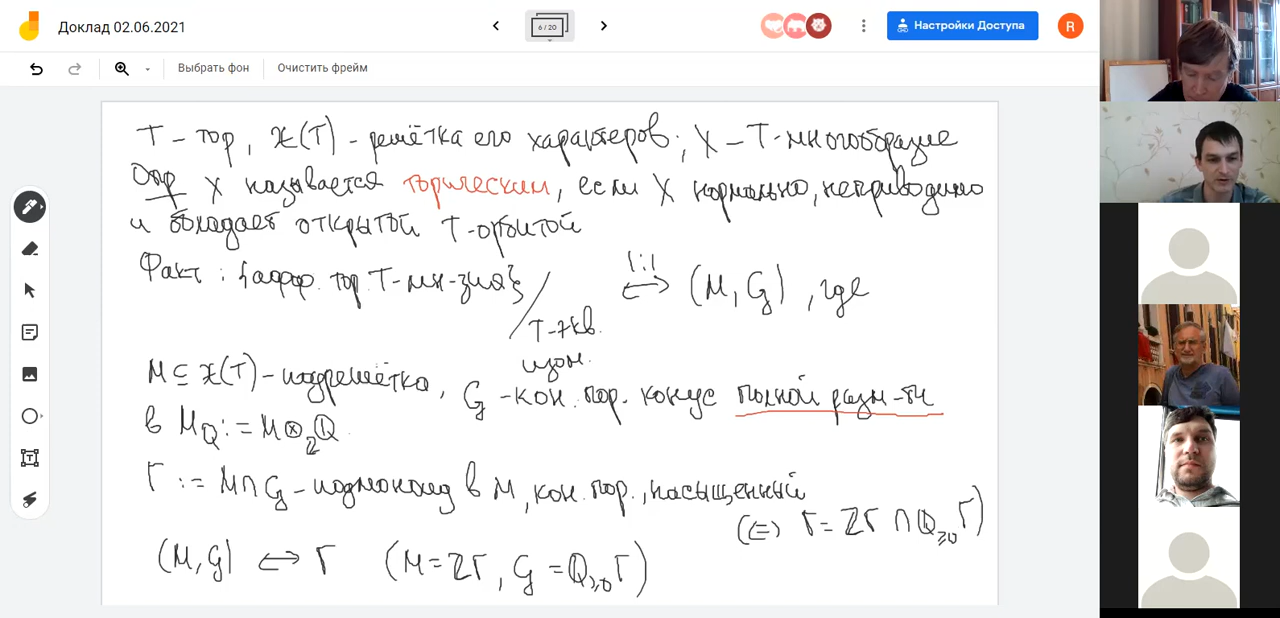 Доклад 02.06.2021
6 / 20
Настройки Доступа
R
Выбрать фон
Очистить фрейм
T – тор, 𝔛(T) – решётка его характеров; X – T-многообразие
Опр X называется торическим, если X нормально, неприводимо
и обладает открытой T-орбитой
Факт: {афф. тор. T-мн-зия} / T-экв. изом. ⟷ 1:1 (M, G), где
M ⊆ 𝔛(T) – подрешётка, G – кон. пор. конус полной разм-ти
в M_Q := M ⊗_Z Q
Γ := M ∩ G – подмоноид в M, кон. пор., насыщенный
(⇔ Γ = ZΓ ∩ Q_≥0 Γ)
(M, G) ⟷ Γ (M = ZΓ, G = Q_≥0 Γ)